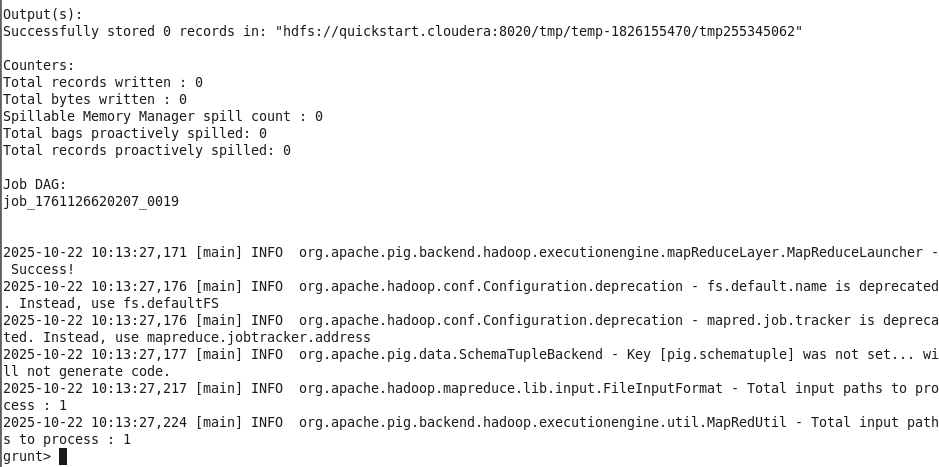 Output(s):
Successfully stored 0 records in: "hdfs://quickstart.cloudera:8020/tmp/temp-1826155470/tmp255345062"
Counters:
Total records written : 0
Total bytes written : 0
Spillable Memory Manager spill count : 0
Total bags proactively spilled: 0
Total records proactively spilled: 0
Job DAG:
job_1761126620207_0019
2025-10-22 10:13:27,171 [main] INFO  org.apache.pig.backend.hadoop.executionengine.mapReduceLayer.MapReduceLauncher -
 Success!
2025-10-22 10:13:27,176 [main] INFO  org.apache.hadoop.conf.Configuration.deprecation - fs.default.name is deprecated
. Instead, use fs.defaultFS
2025-10-22 10:13:27,176 [main] INFO  org.apache.hadoop.conf.Configuration.deprecation - mapred.job.tracker is depreca
ted. Instead, use mapreduce.jobtracker.address
2025-10-22 10:13:27,177 [main] INFO  org.apache.pig.data.SchemaTupleBackend - Key [pig.schematuple] was not set... wi
ll not generate code.
2025-10-22 10:13:27,217 [main] INFO  org.apache.hadoop.mapreduce.lib.input.FileInputFormat - Total input paths to pro
cess : 1
2025-10-22 10:13:27,224 [main] INFO  org.apache.pig.backend.hadoop.executionengine.util.MapRedUtil - Total input path
s to process : 1
grunt>